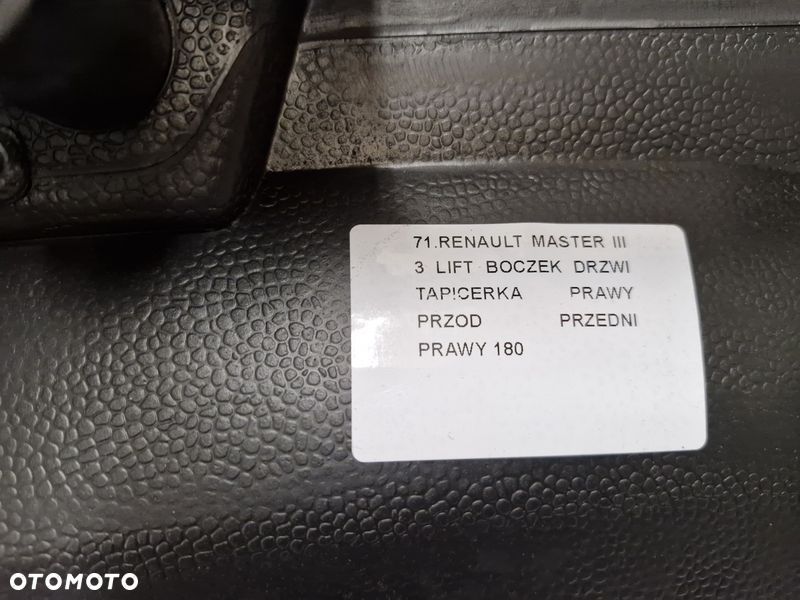 71.RENAULT MASTER III
3 LIFT BOCZEK DRZWI
TAPICERKA PRAWY
PRZOD PRZEDNI
PRAWY 180
OTOMOTO